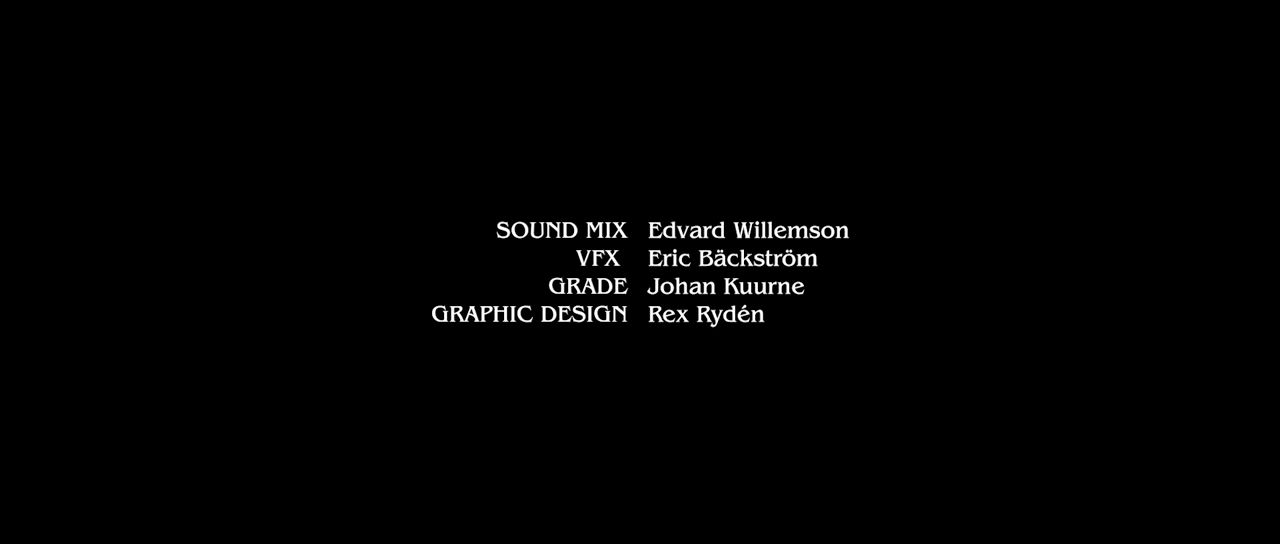 SOUND MIX Edvard Willemson
VFX Eric Bäckström
GRADE Johan Kuurne
GRAPHIC DESIGN Rex Rydén